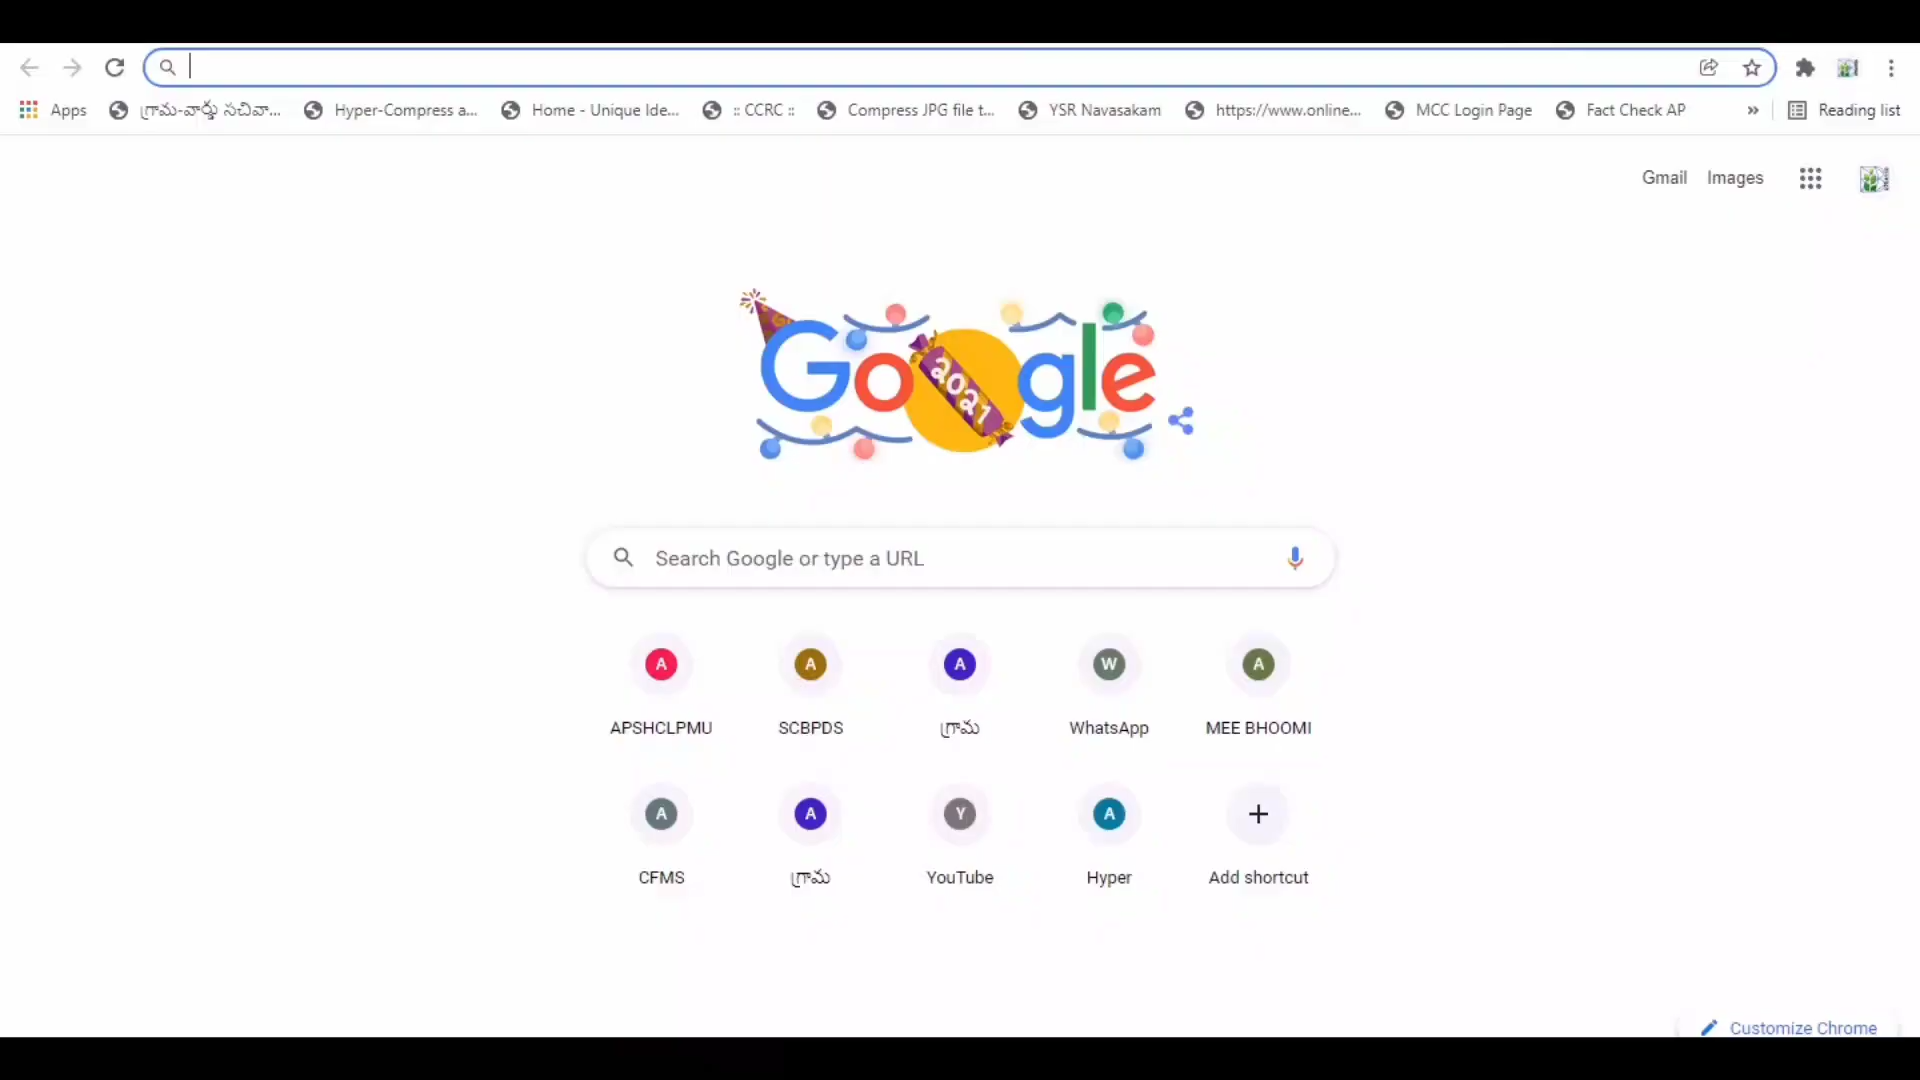 Apps గ్రామ-వార్డు సచివా... Hyper-Compress a... Home - Unique Ide... :: CCRC :: Compress JPG file t... YSR Navasakam https://www.online... MCC Login Page Fact Check AP » Reading list
Gmail Images
Google
2021
Search Google or type a URL
A A A W A
APSHCLPMU SCBPDS గ్రామ WhatsApp MEE BHOOMI
A A Y A
CFMS గ్రామ YouTube Hyper Add shortcut
Customize Chrome